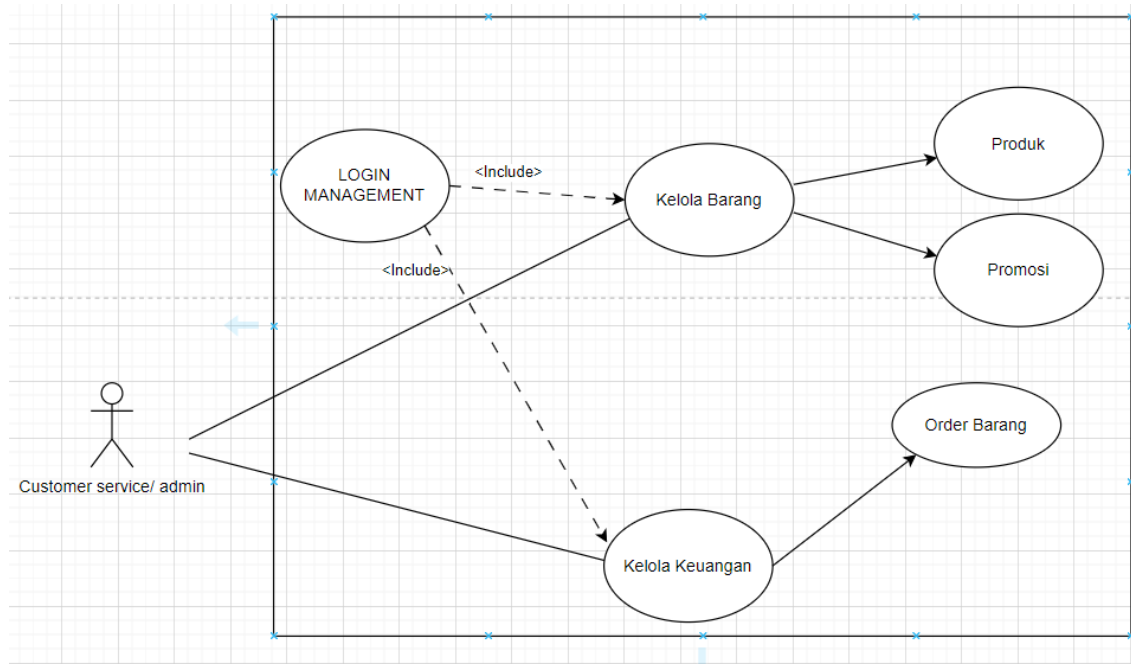 LOGIN
MANAGEMENT
<Include>
Kelola Barang
Produk
Promosi
<Include>
Customer service/ admin
Order Barang
Kelola Keuangan